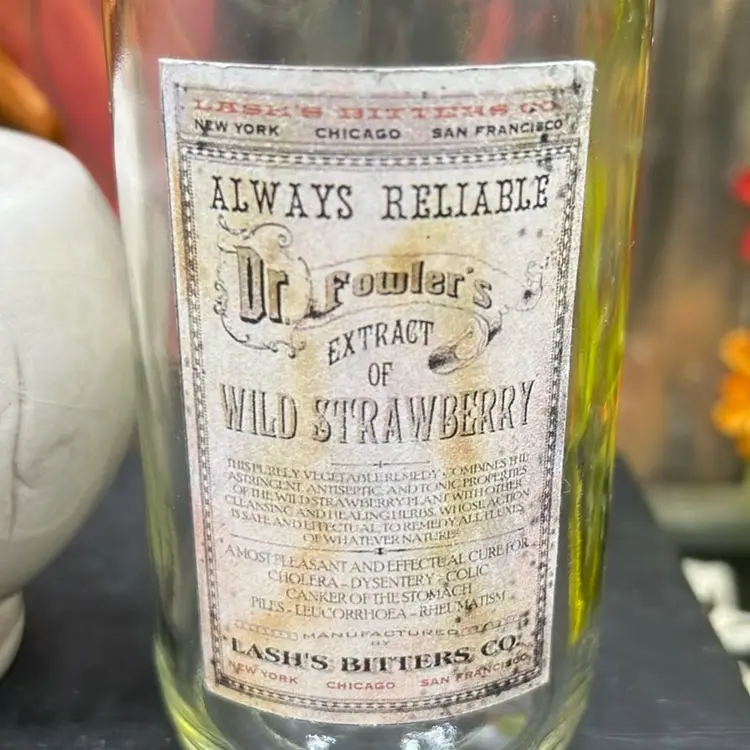 LASH'S BITTERS CO.
NEW YORK CHICAGO SAN FRANCISCO
ALWAYS RELIABLE
Dr. Fowler's
EXTRACT
OF
WILD STRAWBERRY
THIS PURELY VEGETABLE REMEDY COMBINES THE
ASTRINGENT, ANTISEPTIC, AND TONIC PROPERTIES
OF THE WILD STRAWBERRY PLANT WITH OTHER
CLEANSING AND HEALING HERBS, WHOSE ACTION
IS SAFE AND EFFECTUAL TO REMEDY ALL FLUXES
OF WHATEVER NATURE.
A MOST PLEASANT AND EFFECTUAL CURE FOR
CHOLERA - DYSENTERY - COLIC
CANKER OF THE STOMACH
PILES - LEUCORRHOEA - RHEUMATISM
MANUFACTURED
BY
LASH'S BITTERS CO.
NEW YORK CHICAGO SAN FRANCISCO